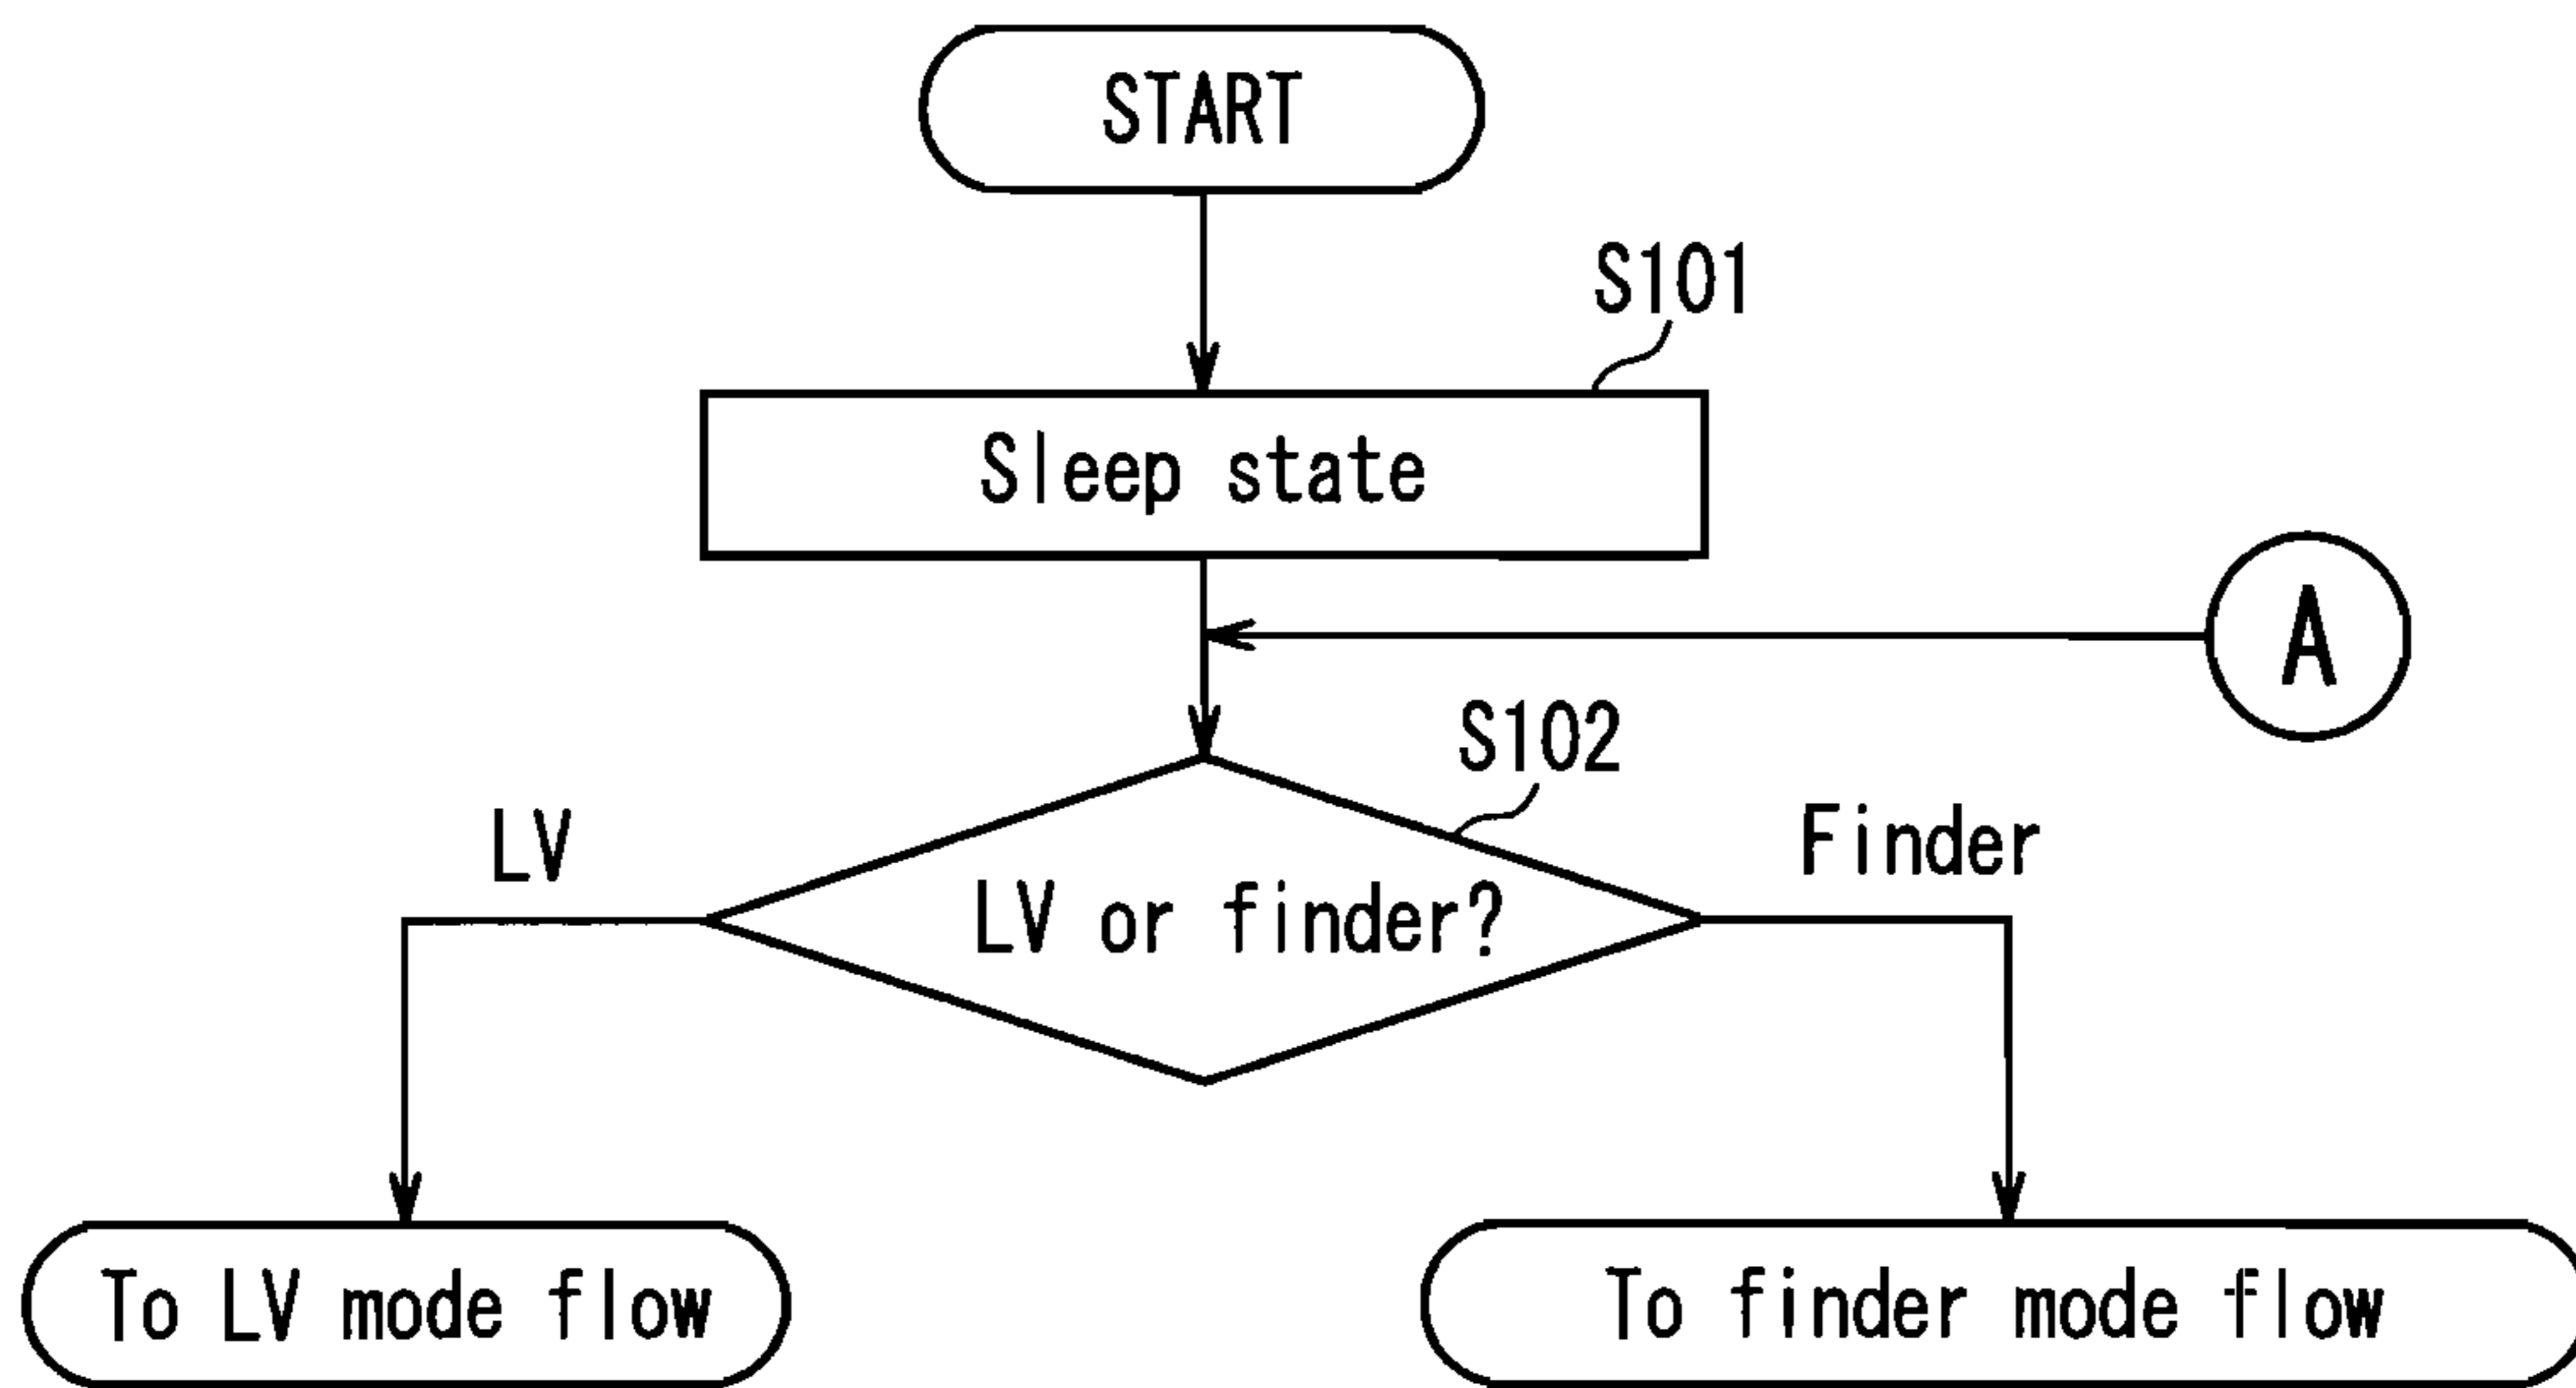 START
S101
Sleep state
A
S102
LV
Finder
LV or finder?
To LV mode flow
To finder mode flow